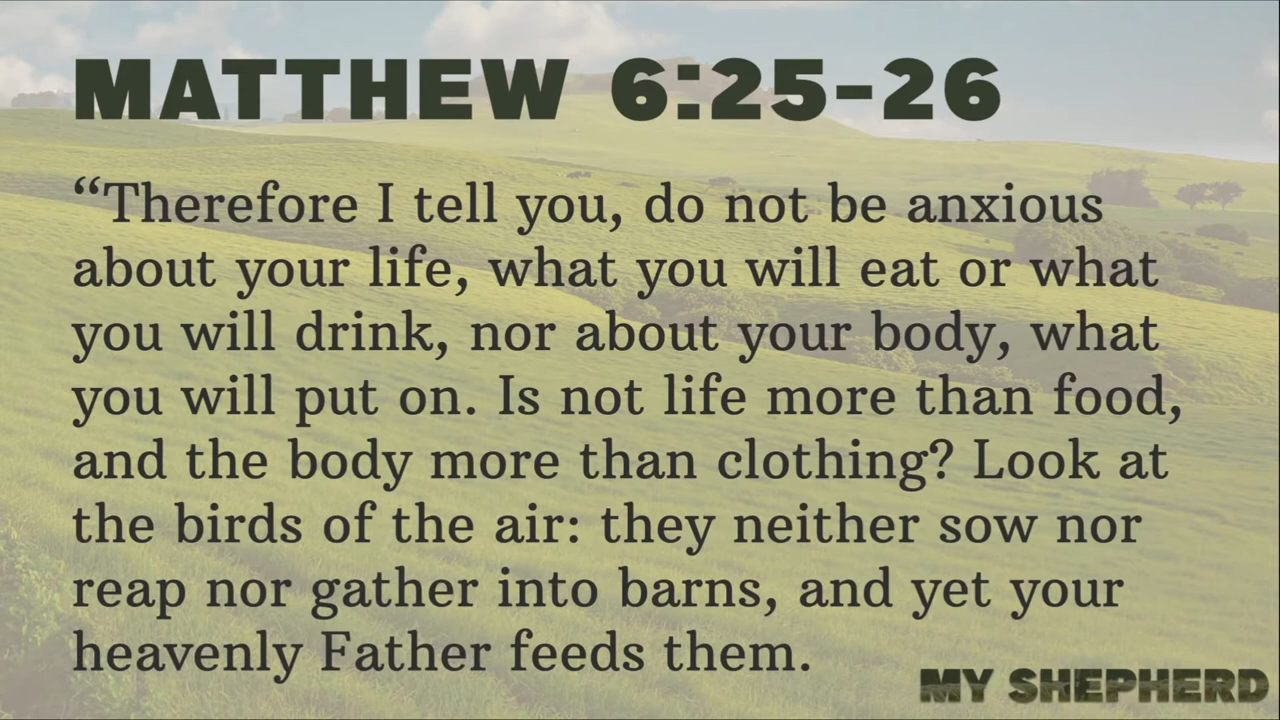 MATTHEW 6:25-26
“Therefore I tell you, do not be anxious
about your life, what you will eat or what
you will drink, nor about your body, what
you will put on. Is not life more than food,
and the body more than clothing? Look at
the birds of the air: they neither sow nor
reap nor gather into barns, and yet your
heavenly Father feeds them.
MY SHEPHERD